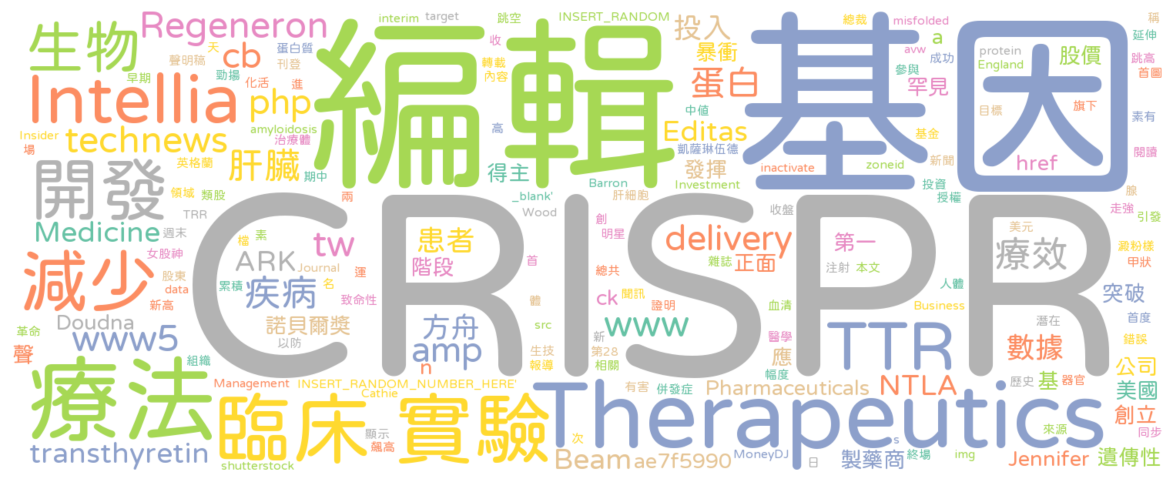 Regeneron interim target 跳空 INSERT_RANDOM 投入 總裁 misfolded 稱
生物 天 聲明稿 蛋白質 收 暴衝 a 成功 延伸
cb 刊登 轉載 protein 股價 跳高
早期 勁揚 進 內容 蛋白 avw 參與 England 首圖
Intellia php 化活 編輯 中值 罕見 基因 目標 旗下
amyloidosis 高 Editas 基金 素有
Insider technews 治療體 凱薩琳伍德
場 英格蘭 肝臟 期中 得主 發揮 inactivate zoneid 新聞 href 閱讀
開發 領域 類股 兩 _blank' Barron 肝細胞 Investment 投資 授權 腺
TRR CRISPR Wood 創 收盤 走強 引發
Medicine 週末 檔 素 tw 患者 明星 delivery 第一 美元 澱粉樣
女股神 ARK 階段 首 雜誌 正面 注射 本文 療效 甲狀
減少 股東 Journal 運 總共
data 累積 疾病 名 致命性 ck 聞訊 證明 人體 突破
新高 諾貝爾獎 體 血清 Business
革命 Doudna 以防 方舟 src 新 www 潛在 首度
www5 amp 生技 第28 醫學 TTR 數據 錯誤
聲 組織 n 報導 相關 幅度 應 公司
療法 Management INSERT_RANDOM_NUMBER_HERE' 有害 併發症 Pharmaceuticals NTLA 歷史 基 器官 美國
Cathie 臨床 實驗 Therapeutics 創立
顯示 飆高 次 s 來源 同步
transthyretin shutterstock Beam ae7f5990 MoneyDJ 日 製藥商 終場 img Jennifer 遺傳性